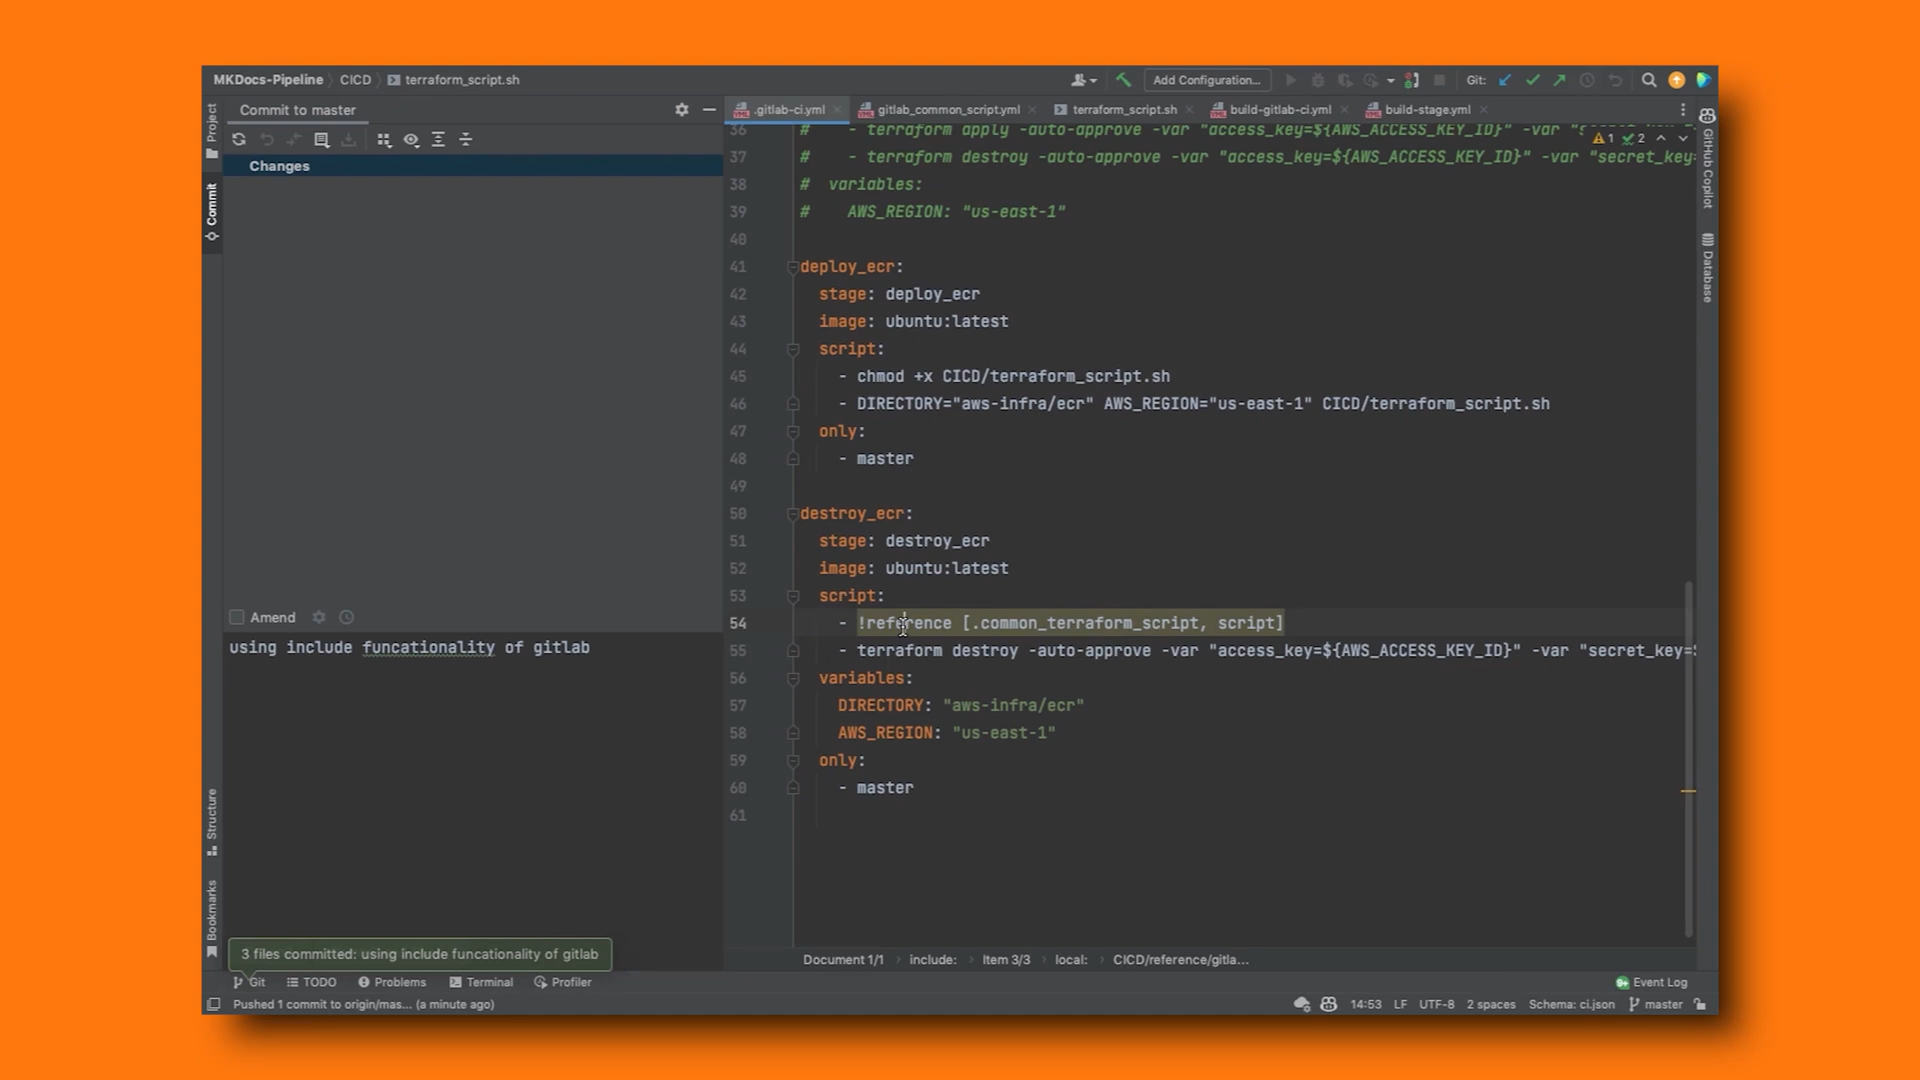 MKDocs-Pipeline CICD terraform_script.sh
Add Configuration...
Git:
Commit to master
.gitlab-ci.yml gitlab_common_script.yml terraform_script.sh build-gitlab-ci.yml build-stage.yml
Project
Commit
Structure
Bookmarks
Changes
Amend
using include funcationality of gitlab
3 files committed: using include funcationality of gitlab
1 2
36 # - terraform apply -auto-approve -var "access_key=${AWS_ACCESS_KEY_ID}" -var
37 # - terraform destroy -auto-approve -var "access_key=${AWS_ACCESS_KEY_ID}" -var "secret_key=
38 # variables:
39 # AWS_REGION: "us-east-1"
40
41 deploy_ecr:
42 stage: deploy_ecr
43 image: ubuntu:latest
44 script:
45 - chmod +x CICD/terraform_script.sh
46 - DIRECTORY="aws-infra/ecr" AWS_REGION="us-east-1" CICD/terraform_script.sh
47 only:
48 - master
49
50 destroy_ecr:
51 stage: destroy_ecr
52 image: ubuntu:latest
53 script:
54 - !reference [.common_terraform_script, script]
55 - terraform destroy -auto-approve -var "access_key=${AWS_ACCESS_KEY_ID}" -var "secret_key=
56 variables:
57 DIRECTORY: "aws-infra/ecr"
58 AWS_REGION: "us-east-1"
59 only:
60 - master
61
GitHub Copilot
Database
Document 1/1 include: Item 3/3 local: CICD/reference/gitla...
Git TODO Problems Terminal Profiler
Event Log
Pushed 1 commit to origin/mas... (a minute ago)
14:53 LF UTF-8 2 spaces Schema: ci.json master